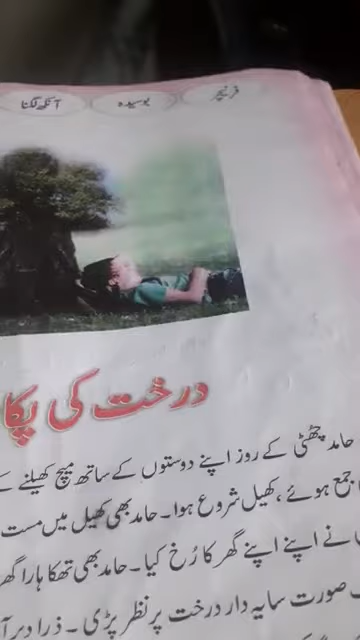 فرنیچر بوسیدہ آنکھ لگنا
درخت کی پکا
حامد چھٹی کے روز اپنے دوستوں کے ساتھ میچ کھیلنے
جمع ہوئے، کھیل شروع ہوا۔ حامد بھی کھیل میں مست
نے اپنے اپنے گھر کا رُخ کیا۔ حامد بھی تھکا ہارا گھر
صورت سایہ دار درخت پر نظر پڑی۔ ذرا دیر آ